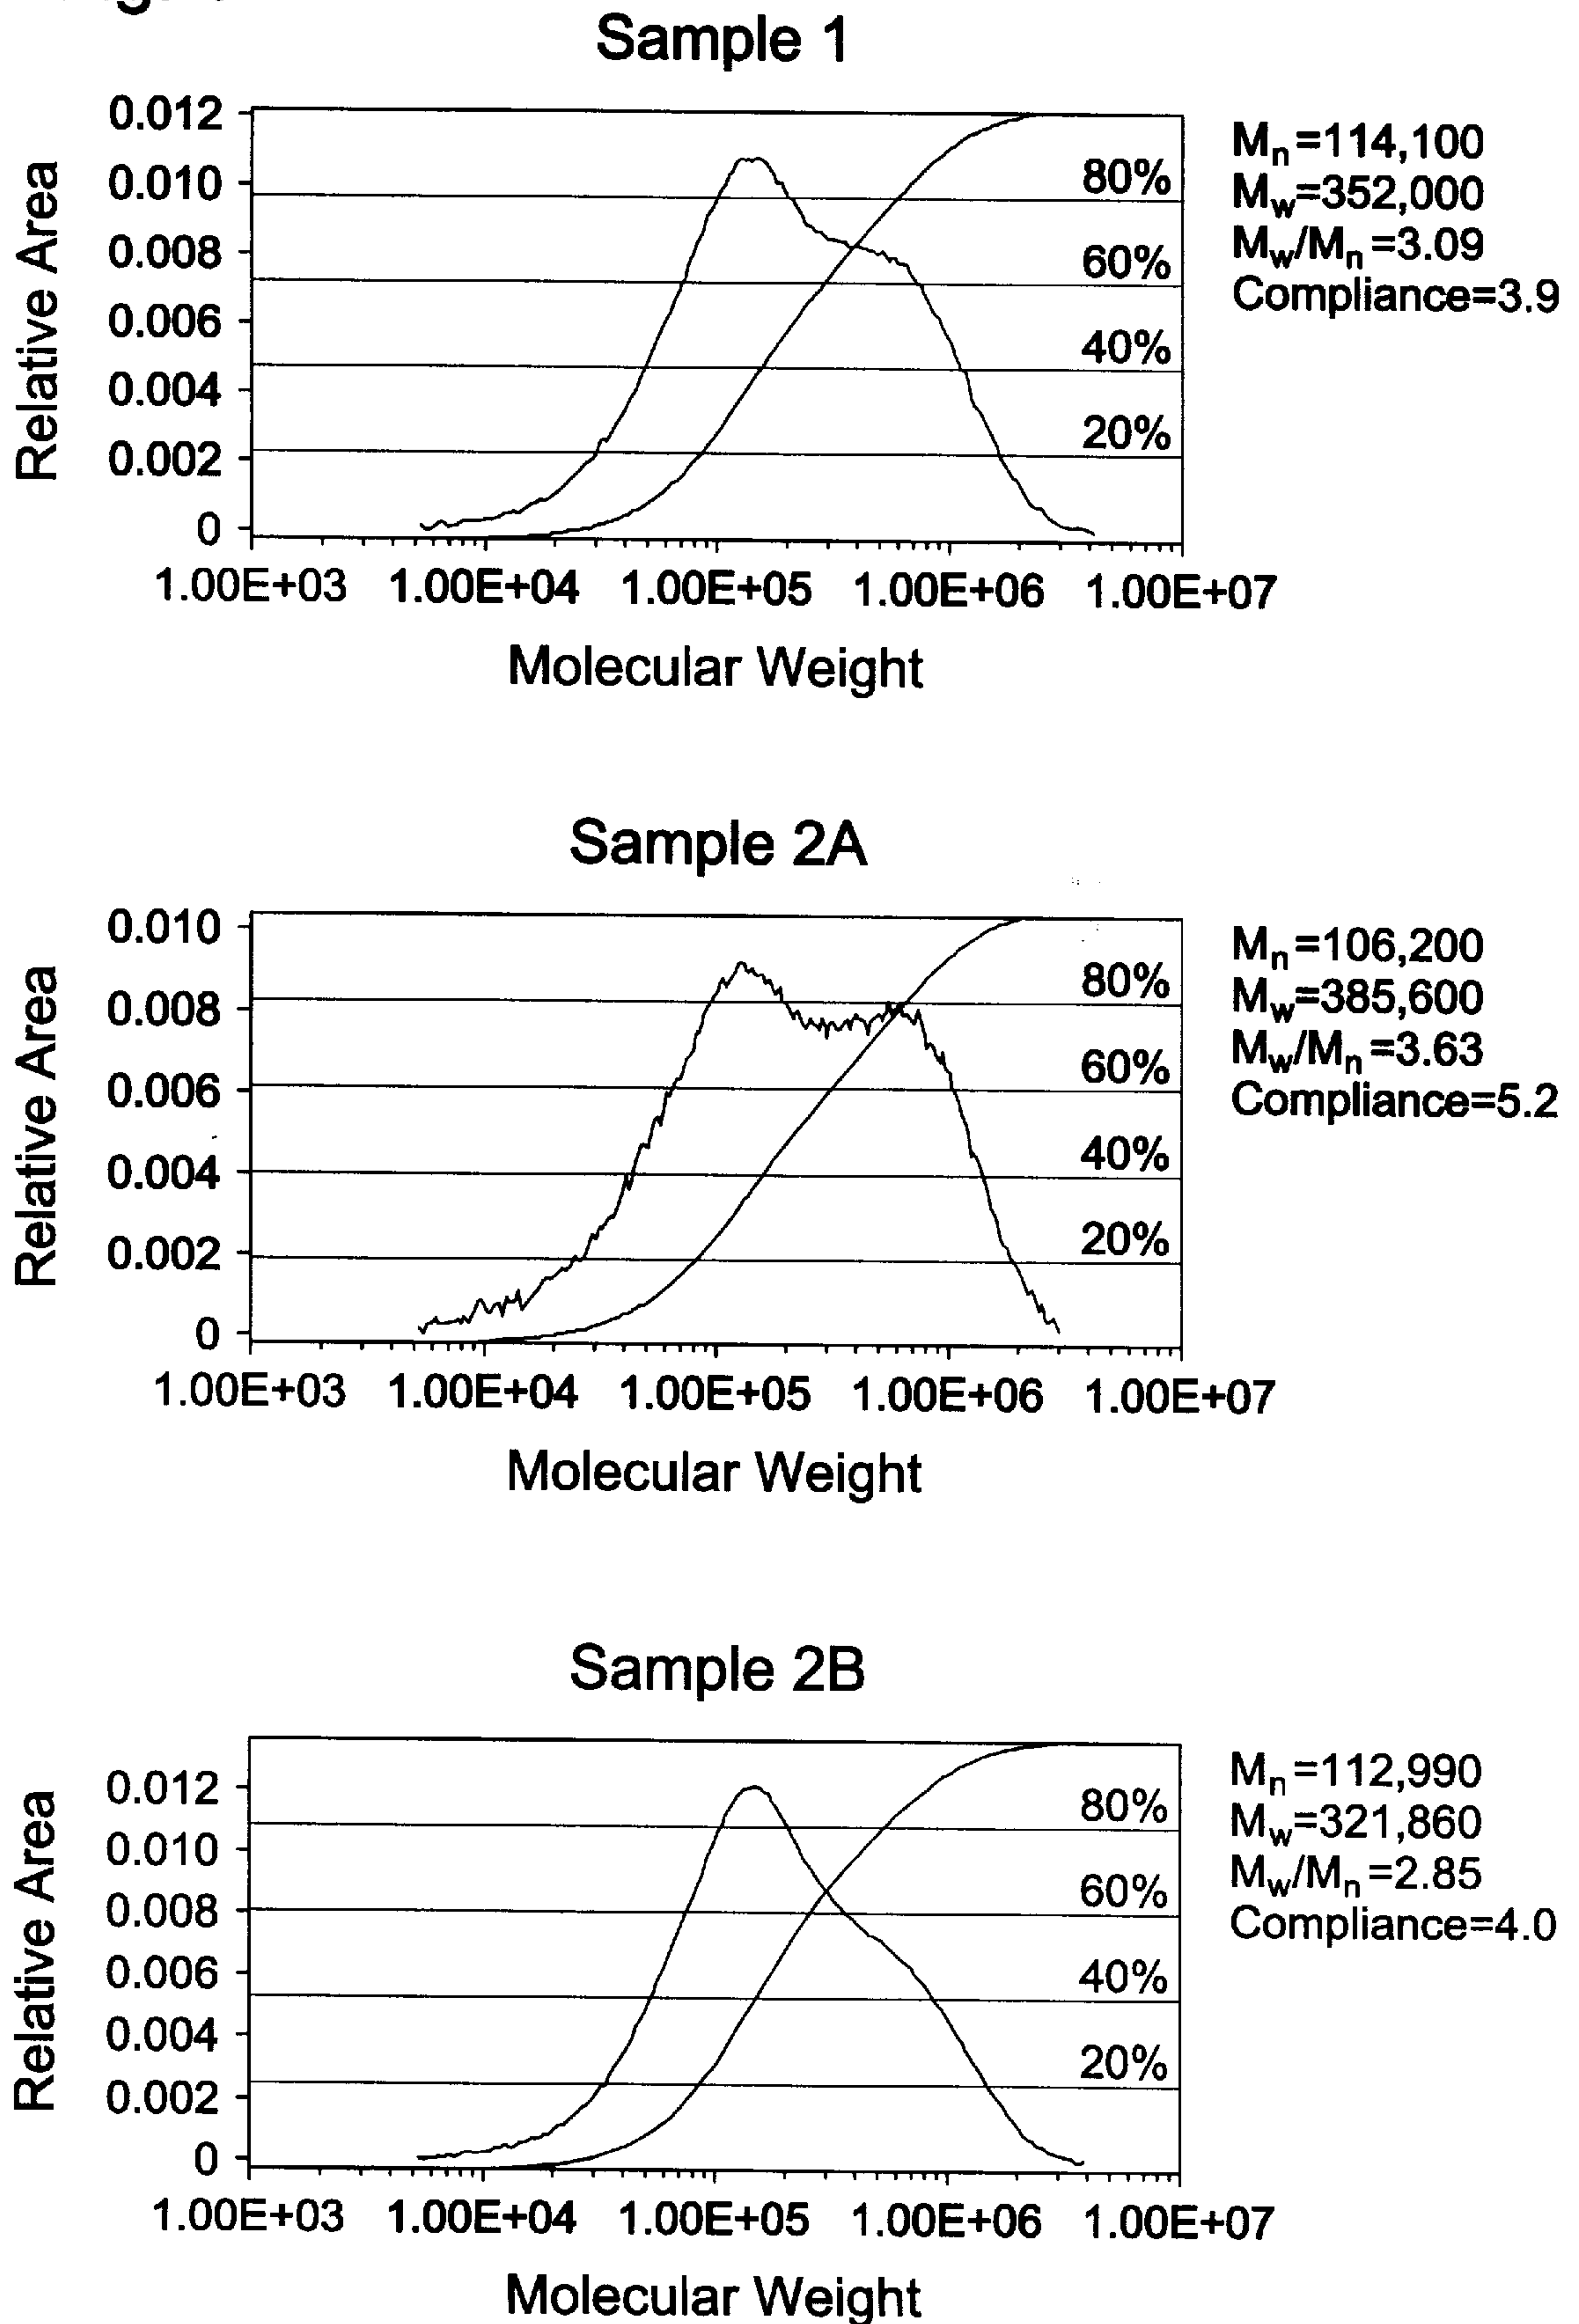 Sample 1
0.012
0.010
0.008
0.006
0.004
0.002
0
Relative Area
80%
60%
40%
20%
1.00E+03 1.00E+04 1.00E+05 1.00E+06 1.00E+07
Molecular Weight
Mn=114,100
Mw=352,000
Mw/Mn=3.09
Compliance=3.9
Sample 2A
0.010
0.008
0.006
0.004
0.002
0
Relative Area
80%
60%
40%
20%
1.00E+03 1.00E+04 1.00E+05 1.00E+06 1.00E+07
Molecular Weight
Mn=106,200
Mw=385,600
Mw/Mn=3.63
Compliance=5.2
Sample 2B
0.012
0.010
0.008
0.006
0.004
0.002
0
Relative Area
80%
60%
40%
20%
1.00E+03 1.00E+04 1.00E+05 1.00E+06 1.00E+07
Molecular Weight
Mn=112,990
Mw=321,860
Mw/Mn=2.85
Compliance=4.0